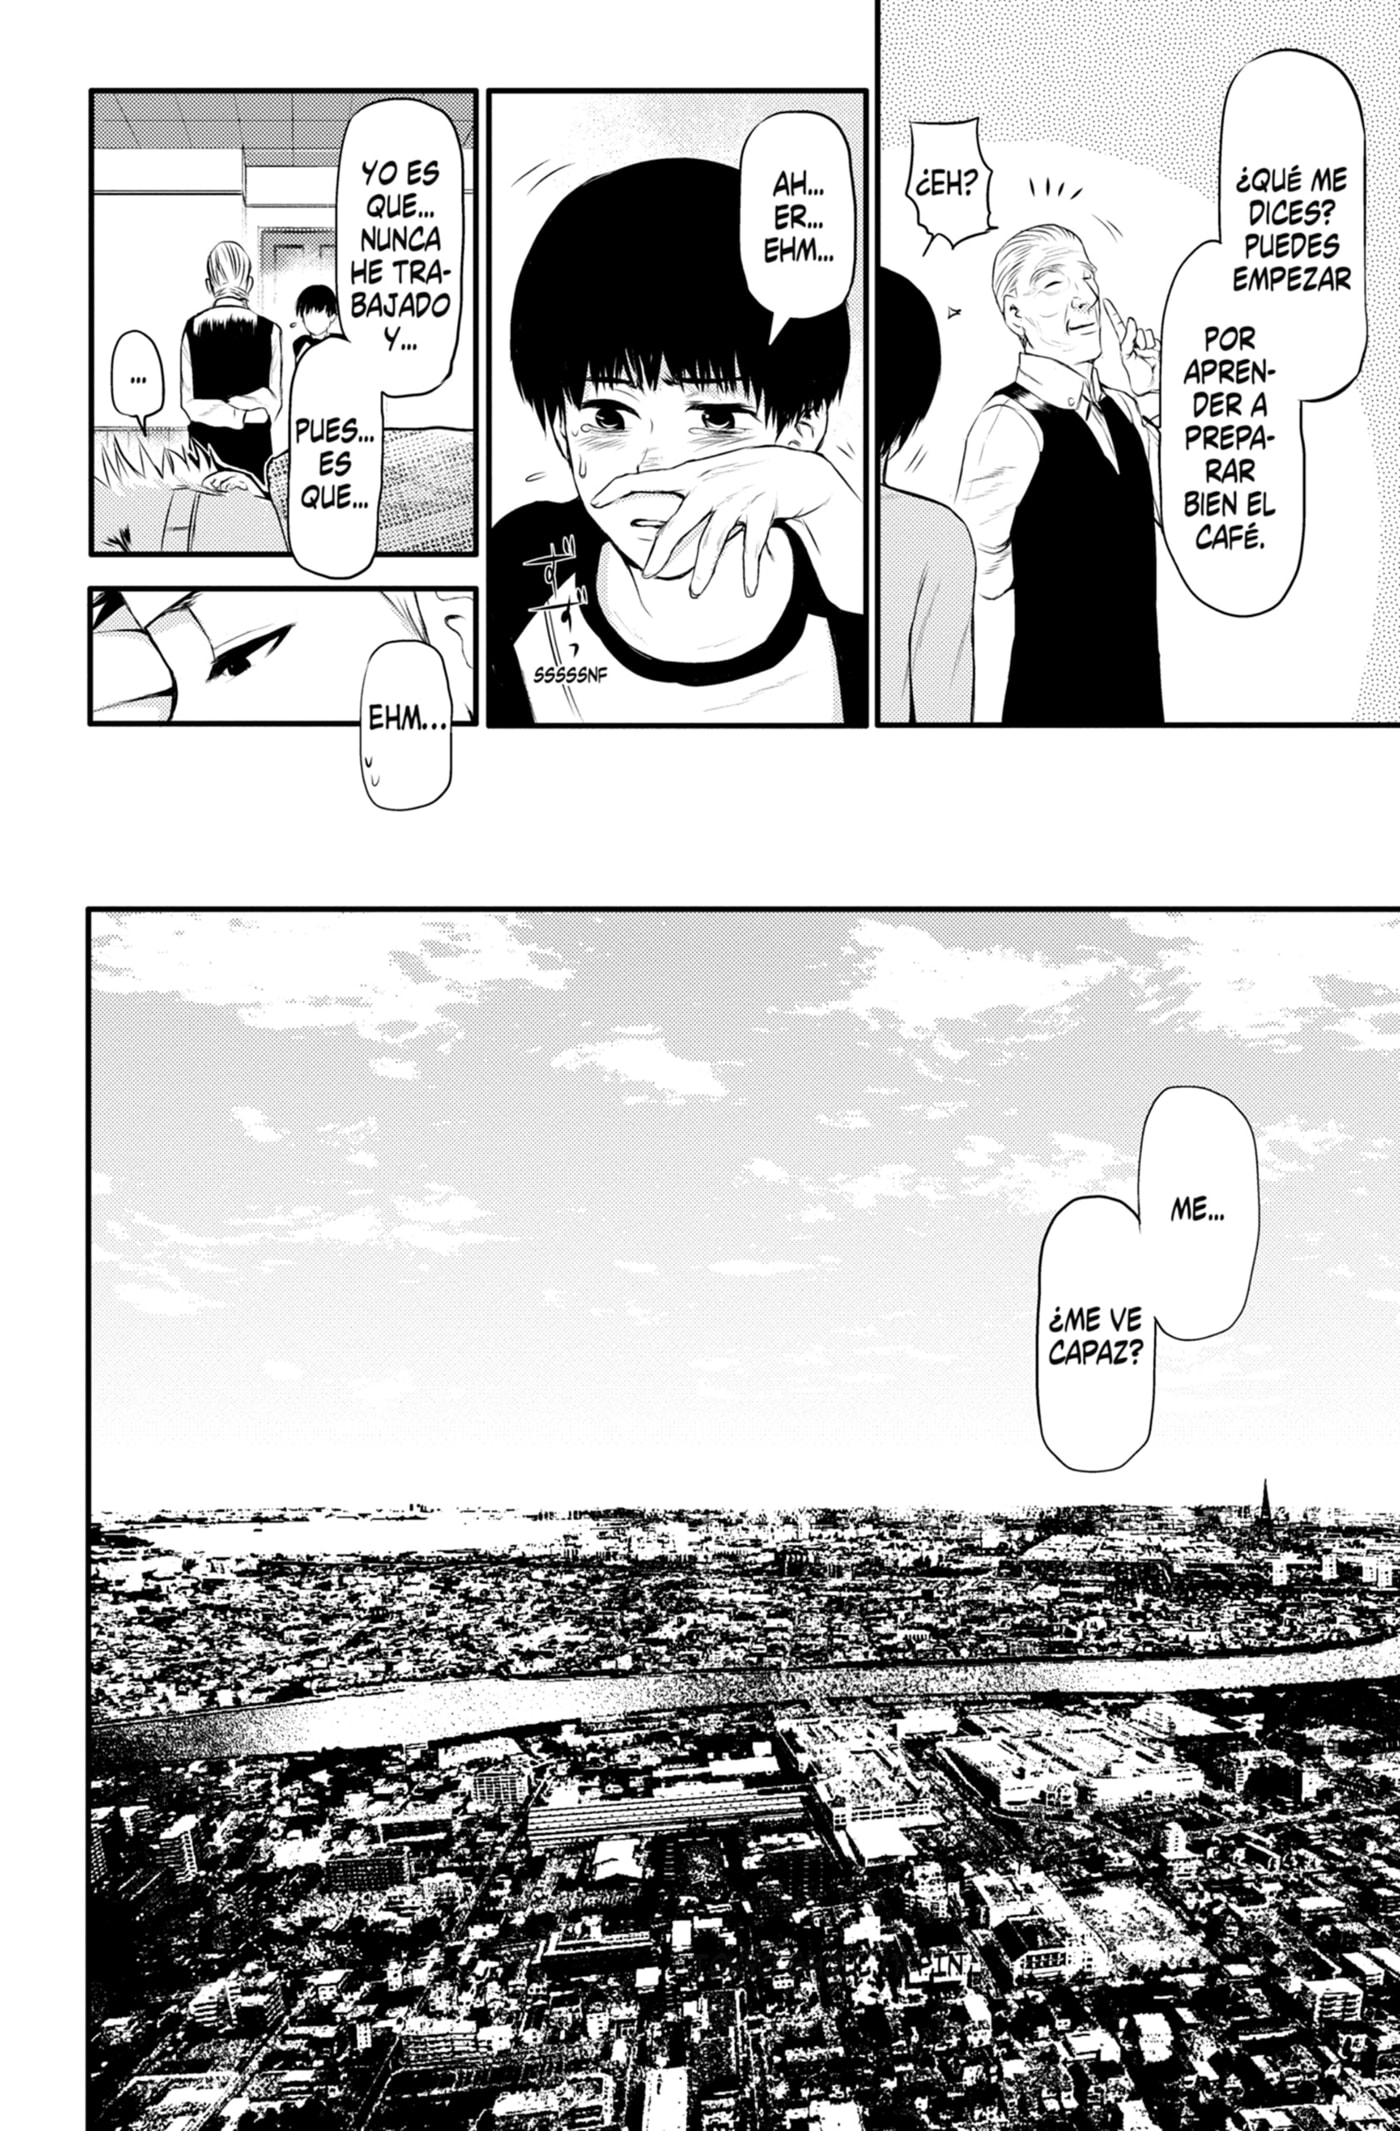 ¿QUÉ ME
DICES?
PUEDES
EMPEZAR
POR
APREN-
DER A
PREPA-
RAR
BIEN EL
CAFÉ.
¿EH?
AH...
ER...
EHM...
SSSSSNF
YO ES
QUE...
NUNCA
HE TRA-
BAJADO
Y...
PUES...
ES
QUE...
...
EHM...
ME...
¿ME VE
CAPAZ?